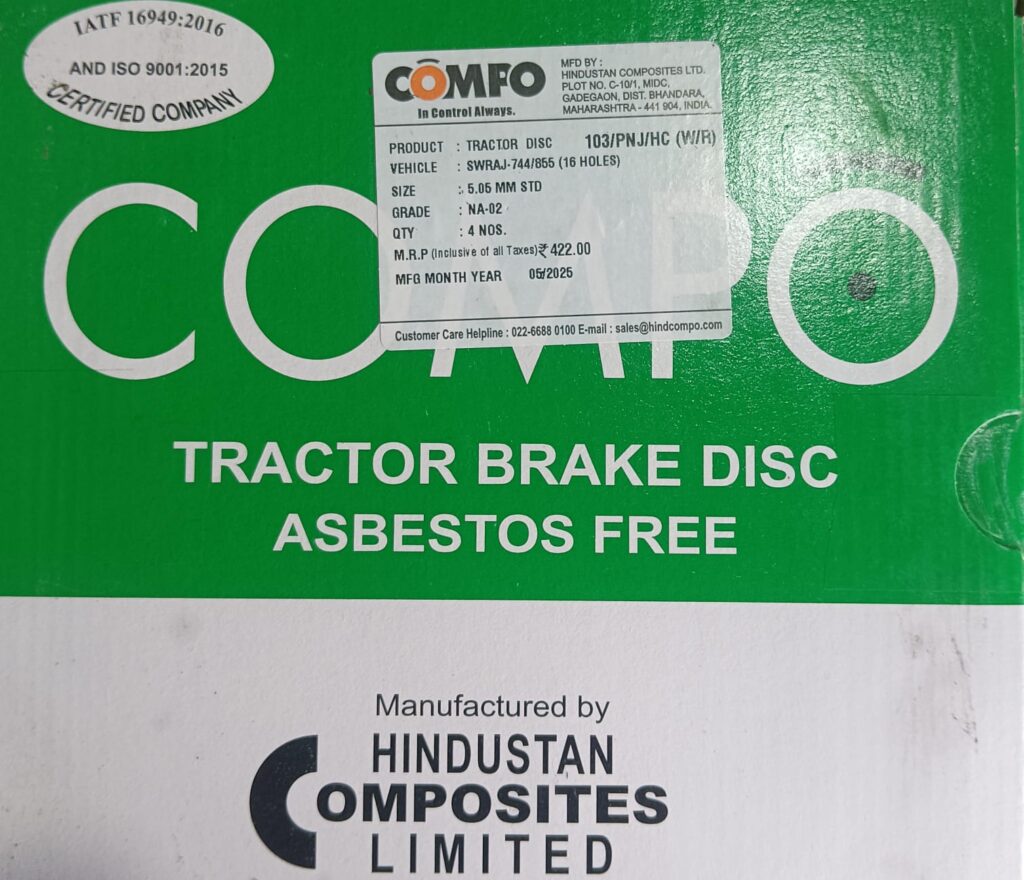 IATF 16949:2016
AND ISO 9001:2015
CERTIFIED COMPANY
COMFO
In Control Always.
MFD BY :
HINDUSTAN COMPOSITES LTD.
PLOT NO. C-10/1, MIDC,
GADEGAON, DIST. BHANDARA,
MAHARASHTRA - 441 904, INDIA.
PRODUCT : TRACTOR DISC 103/PNJ/HC (W/R)
VEHICLE : SWRAJ-744/855 (16 HOLES)
SIZE : 5.05 MM STD
GRADE : NA-02
QTY : 4 NOS.
M.R.P (Inclusive of all Taxes) ₹ 422.00
MFG MONTH YEAR 05/2025
Customer Care Helpline : 022-6688 0100 E-mail : sales@hindcompo.com
COMPO
TRACTOR BRAKE DISC
ASBESTOS FREE
Manufactured by
HINDUSTAN
COMPOSITES
LIMITED